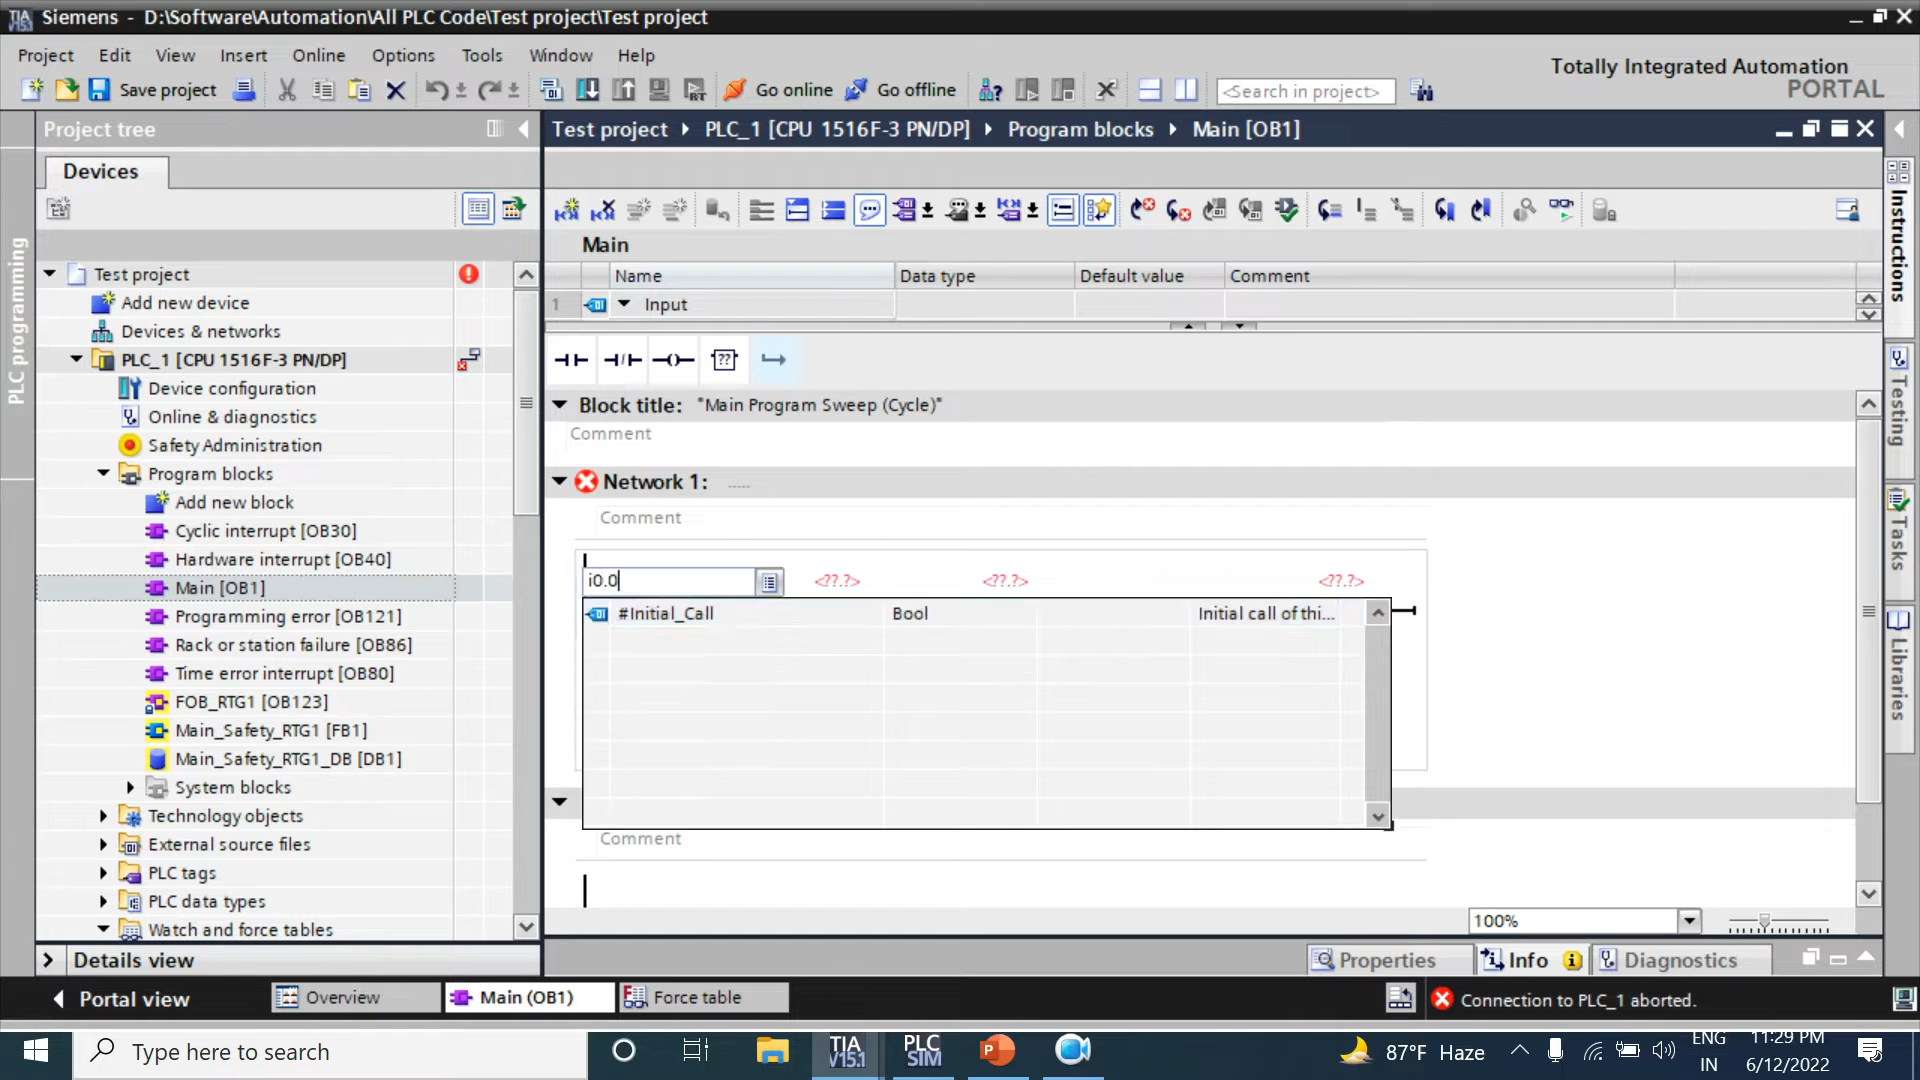 TIA
V15.1
Siemens - D:\Software\Automation\All PLC Code\Test project\Test project
Project Edit View Insert Online Options Tools Window Help
Totally Integrated Automation
PORTAL
Save project
RT
Go online
Go offline
<Search in project>
Project tree
Test project
PLC_1 [CPU 1516F-3 PN/DP]
Program blocks
Main [OB1]
Devices
PLC programming
Main
Name
Data type
Default value
Comment
1
Input
??
Test project
Add new device
Devices & networks
PLC_1 [CPU 1516F-3 PN/DP]
Device configuration
Online & diagnostics
Safety Administration
Program blocks
Add new block
Cyclic interrupt [OB30]
Hardware interrupt [OB40]
Main [OB1]
Programming error [OB121]
Rack or station failure [OB86]
Time error interrupt [OB80]
FOB_RTG1 [OB123]
Main_Safety_RTG1 [FB1]
Main_Safety_RTG1_DB [DB1]
System blocks
Technology objects
External source files
PLC tags
PLC data types
Watch and force tables
Details view
Block title: "Main Program Sweep (Cycle)"
Comment
Network 1: .....
Comment
i0.0
<??.?>
<??.?>
<??.?>
#Initial_Call
Bool
Initial call of thi...
Comment
100%
Instructions
Testing
Tasks
Libraries
Properties
Info
Diagnostics
Portal view
Overview
Main (OB1)
Force table
Connection to PLC_1 aborted.
Type here to search
TIA
V15.1
PLC
SIM
P
87°F Haze
ENG
IN
11:29 PM
6/12/2022